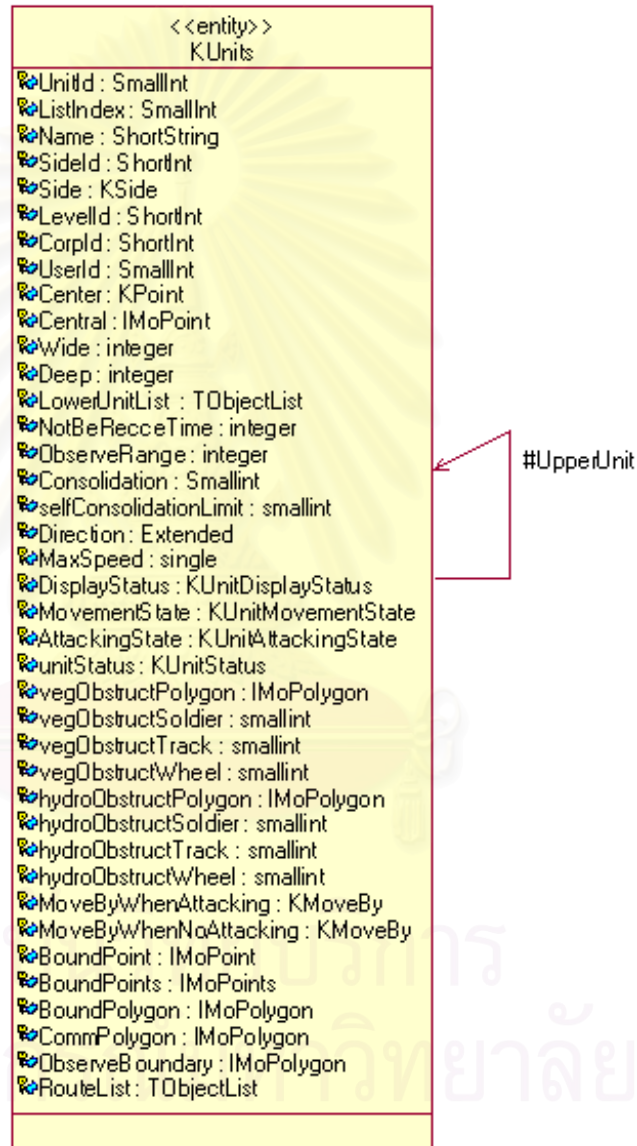 <<entity>>
KUnits
UnitId : SmallInt
ListIndex : SmallInt
Name : ShortString
SideId : ShortInt
Side : KSide
LevelId : ShortInt
CorpId : ShortInt
UserId : SmallInt
Center : KPoint
Central : IMoPoint
Wide : integer
Deep : integer
LowerUnitList : TObjectList
NotBeRecceTime : integer
ObserveRange : integer
Consolidation : Smallint
selfConsolidationLimit : smallint
Direction : Extended
MaxSpeed : single
DisplayStatus : KUnitDisplayStatus
MovementState : KUnitMovementState
AttackingState : KUnitAttackingState
unitStatus : KUnitStatus
vegObstructPolygon : IMoPolygon
vegObstructSoldier : smallint
vegObstructTrack : smallint
vegObstructWheel : smallint
hydroObstructPolygon : IMoPolygon
hydroObstructSoldier : smallint
hydroObstructTrack : smallint
hydroObstructWheel : smallint
MoveByWhenAttacking : KMoveBy
MoveByWhenNoAttacking : KMoveBy
BoundPoint : IMoPoint
BoundPoints : IMoPoints
BoundPolygon : IMoPolygon
CommPolygon : IMoPolygon
ObserveBoundary : IMoPolygon
RouteList : TObjectList
#UpperUnit